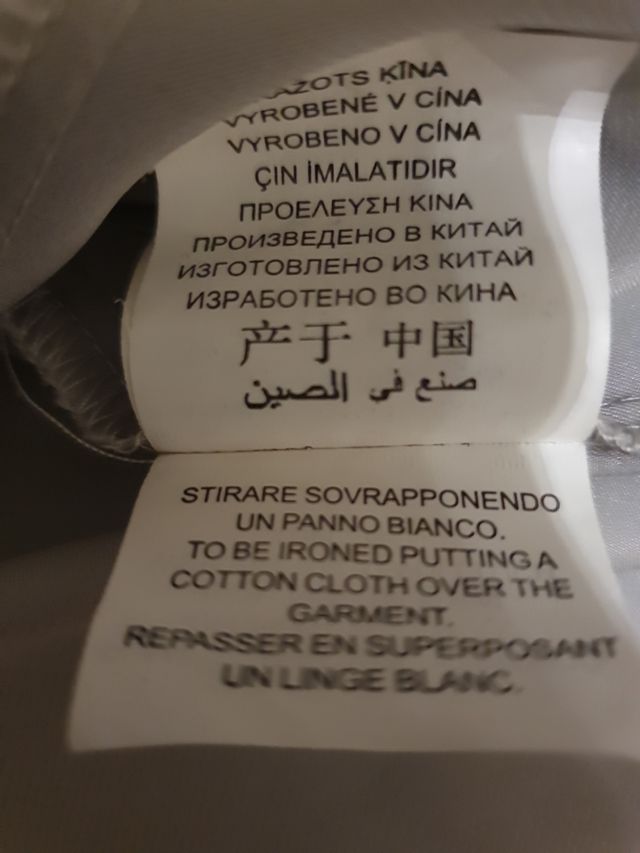 KĪNA
VYROBENÉ V CÍNA
VYROBENO V CÍNA
ÇIN İMALATIDIR
ΠΡΟΕΛΕΥΣΗ ΚΙΝΑ
ПРОИЗВЕДЕНО В КИТАЙ
ИЗГОТОВЛЕНО ИЗ КИТАЙ
ИЗРАБОТЕНО ВО КИНА
产于 中国
صنع في الصين
STIRARE SOVRAPPONENDO
UN PANNO BIANCO.
TO BE IRONED PUTTING A
COTTON CLOTH OVER THE
GARMENT.
REPASSER EN SUPERPOSANT
UN LINGE BLANC.